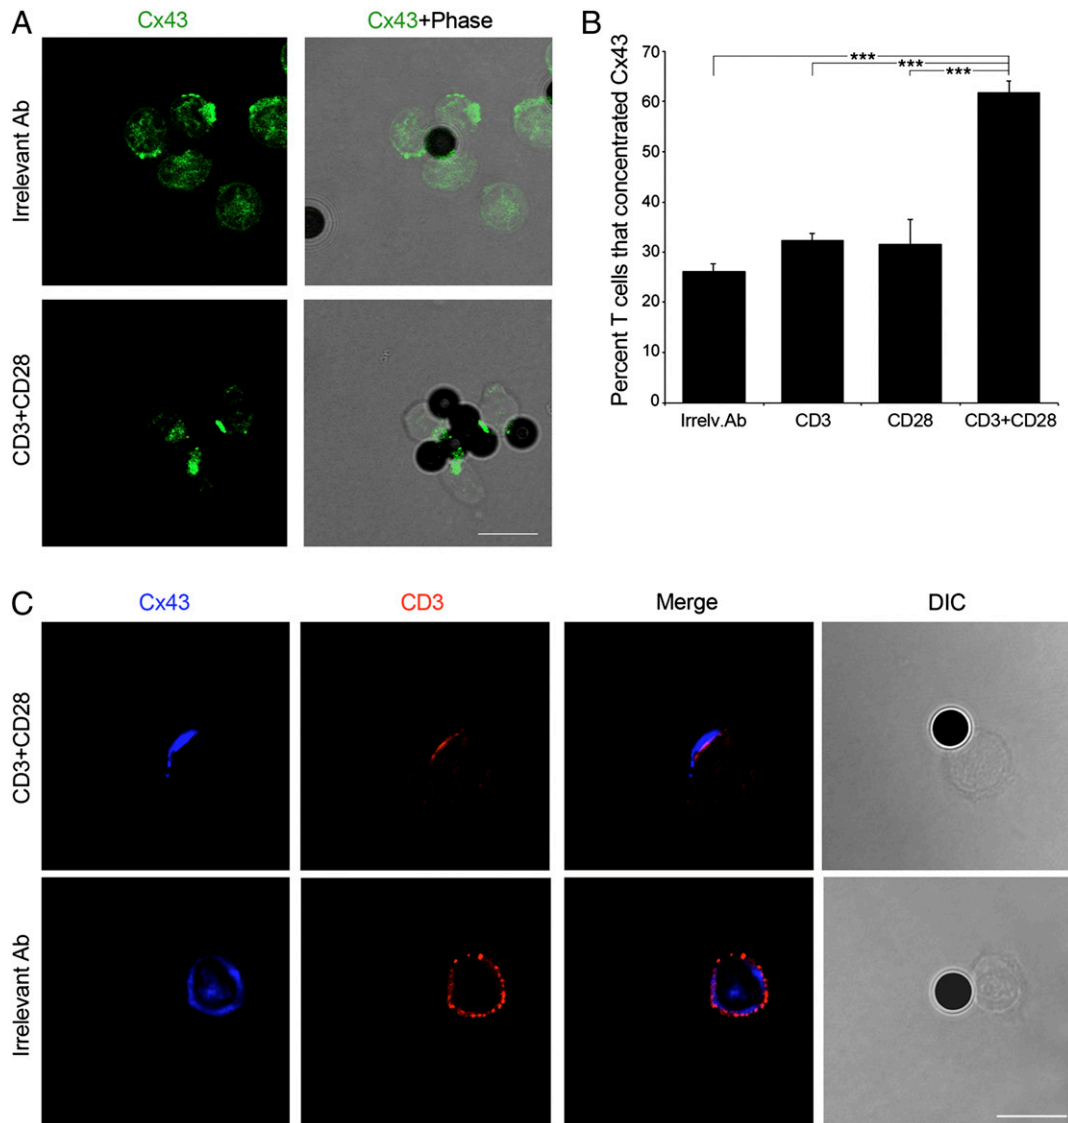 A
Cx43
Cx43+Phase
Irrelevant Ab
CD3+CD28
B
Percent T cells that concentrated Cx43
70
60
50
40
30
20
10
0
***
***
***
Irrelv.Ab
CD3
CD28
CD3+CD28
C
Cx43
CD3
Merge
DIC
CD3+CD28
Irrelevant Ab